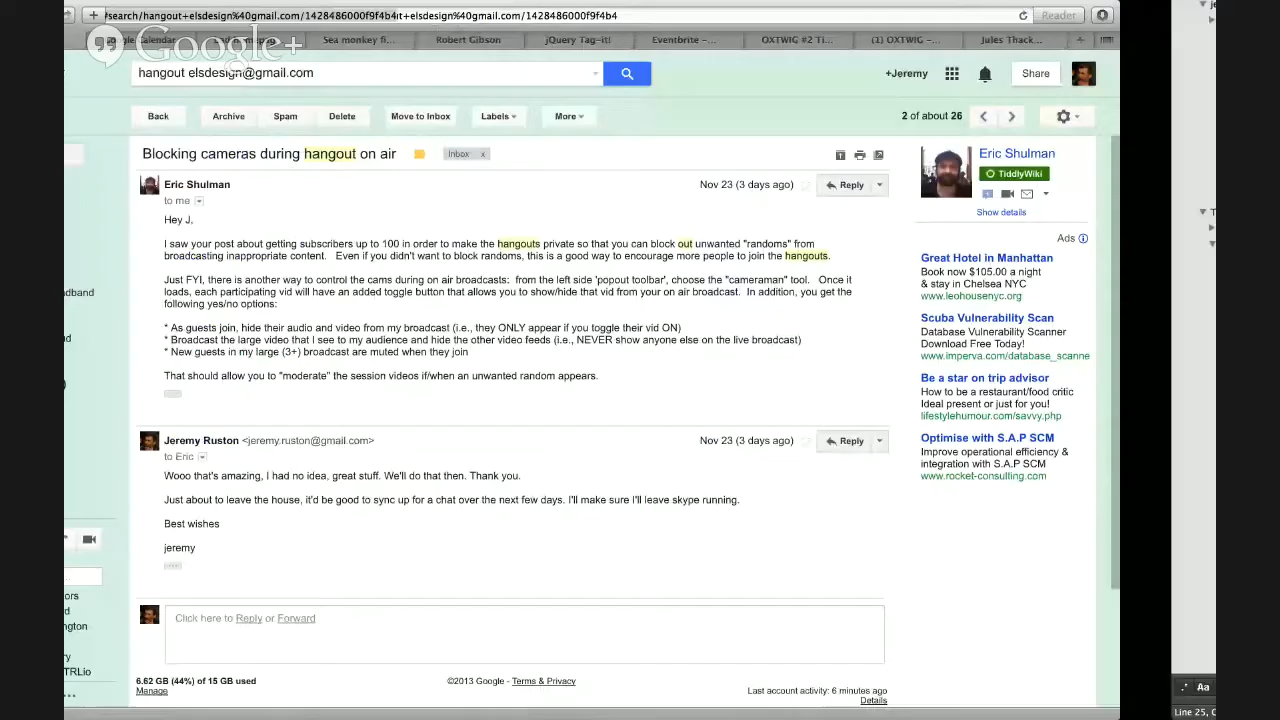 /search/hangout+elsdesign%40gmail.com/1428486000f9f4b4
+elsdesign%40gmail.com/1428486000f9f4b4
Reader
Google+
Sea monkey fi...
Robert Gibson
jQuery Tag-it!
Eventbrite -...
OXTWIG #2 Ti...
(1) OXTWIG -...
Jules Thack...
hangout elsdesign@gmail.com
+Jeremy
Share
Back
Archive
Spam
Delete
Move to Inbox
Labels
More
2 of about 26
Blocking cameras during hangout on air
Inbox x
Eric Shulman
Nov 23 (3 days ago)
Reply
to me
Hey J,
I saw your post about getting subscribers up to 100 in order to make the hangouts private so that you can block out unwanted "randoms" from
broadcasting inappropriate content. Even if you didn't want to block randoms, this is a good way to encourage more people to join the hangouts.
Just FYI, there is another way to control the cams during on air broadcasts: from the left side 'popout toolbar', choose the "cameraman" tool. Once it
loads, each participating vid will have an added toggle button that allows you to show/hide that vid from your on air broadcast. In addition, you get the
following yes/no options:
* As guests join, hide their audio and video from my broadcast (i.e., they ONLY appear if you toggle their vid ON)
* Broadcast the large video that I see to my audience and hide the other video feeds (i.e., NEVER show anyone else on the live broadcast)
* New guests in my large (3+) broadcast are muted when they join
That should allow you to "moderate" the session videos if/when an unwanted random appears.
Jeremy Ruston <jeremy.ruston@gmail.com>
Nov 23 (3 days ago)
Reply
to Eric
Wooo that's amazing, I had no idea, great stuff. We'll do that then. Thank you.
Just about to leave the house, it'd be good to sync up for a chat over the next few days. I'll make sure I'll leave skype running.
Best wishes
jeremy
Click here to Reply or Forward
6.62 GB (44%) of 15 GB used
Manage
©2013 Google - Terms & Privacy
Last account activity: 6 minutes ago
Details
Eric Shulman
TiddlyWiki
Show details
Ads
Great Hotel in Manhattan
Book now $105.00 a night
& stay in Chelsea NYC
www.leohousenyc.org
Scuba Vulnerability Scan
Database Vulnerability Scanner
Download Free Today!
www.imperva.com/database_scanne
Be a star on trip advisor
How to be a restaurant/food critic
Ideal present or just for you!
lifestylehumour.com/savvy.php
Optimise with S.A.P SCM
Improve operational efficiency &
integration with S.A.P SCM
www.rocket-consulting.com
adband
ors
ngton
TRLio
Aa
Line 25, C